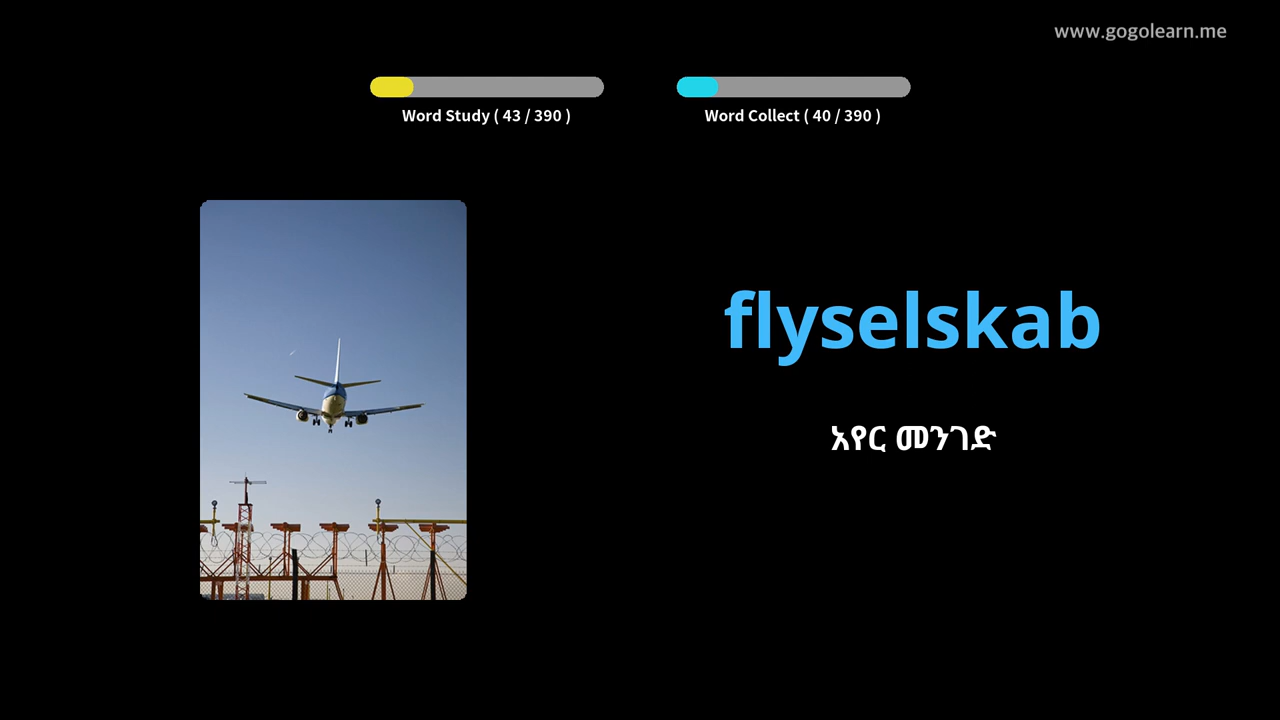 www.gogolearn.me
Word Study ( 43 / 390 )
Word Collect ( 40 / 390 )
flyselskab
አየር መንገድ